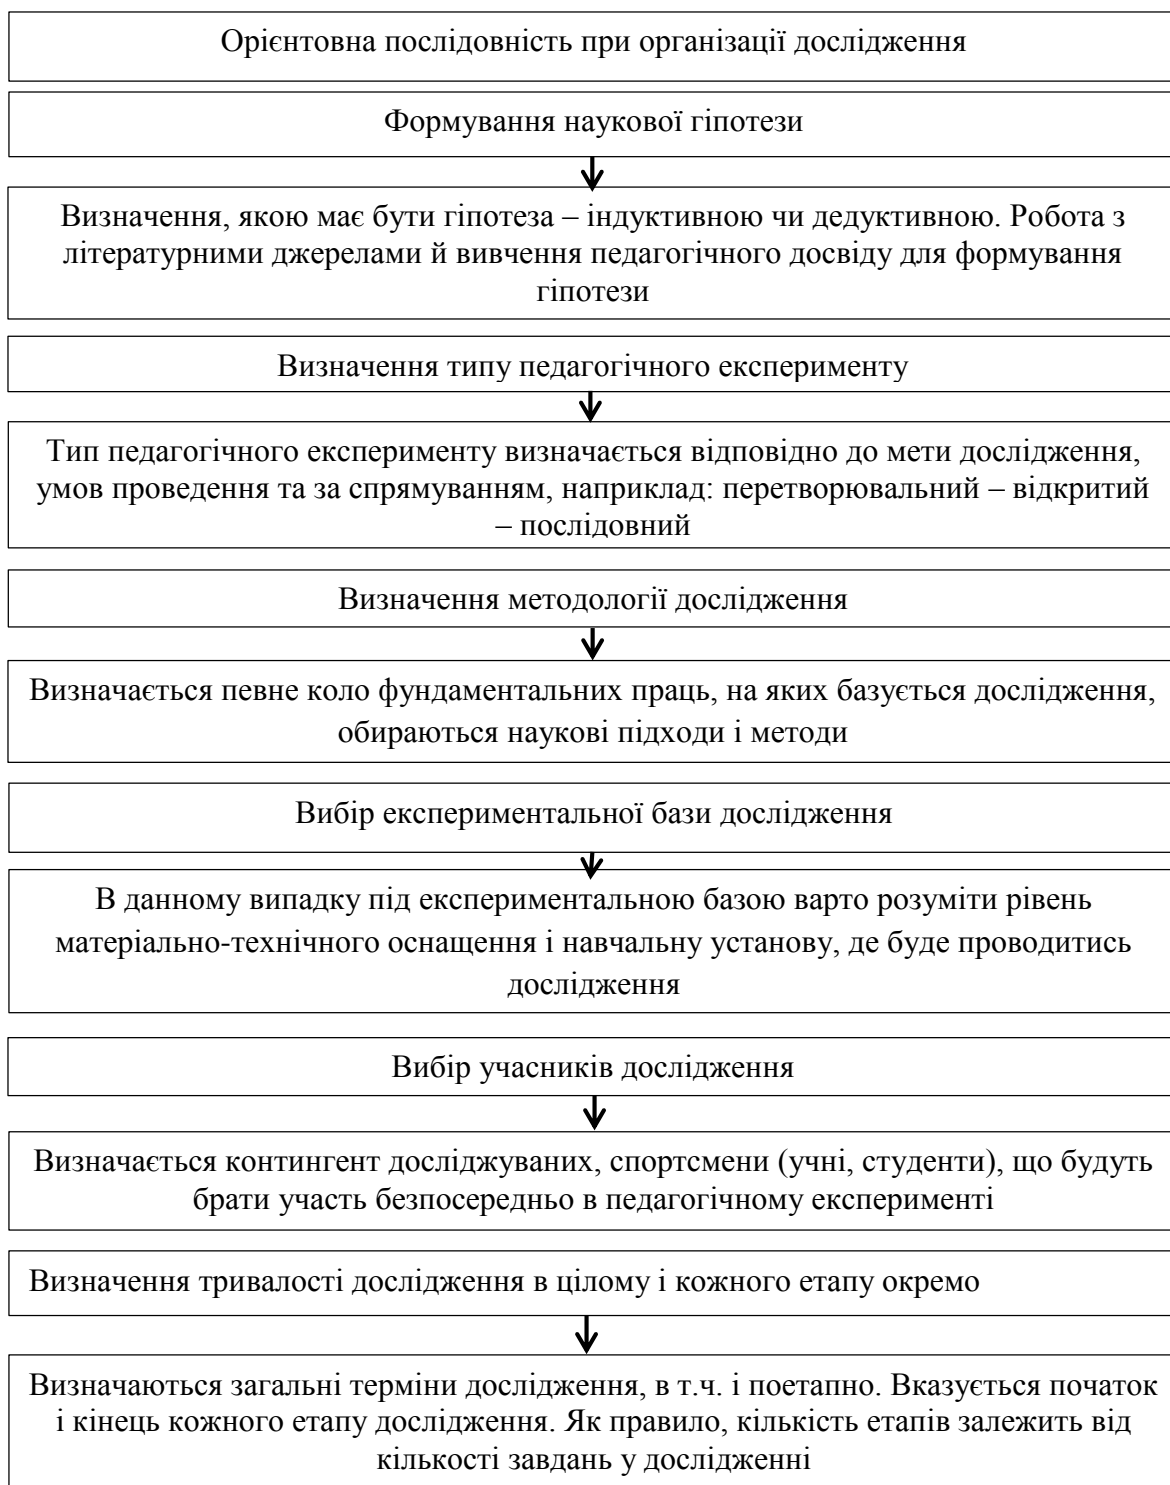 Орієнтовна послідовність при організації дослідження
Формування наукової гіпотези
Визначення, якою має бути гіпотеза – індуктивною чи дедуктивною. Робота з
літературними джерелами й вивчення педагогічного досвіду для формування
гіпотези
Визначення типу педагогічного експерименту
Тип педагогічного експерименту визначається відповідно до мети дослідження,
умов проведення та за спрямуванням, наприклад: перетворювальний – відкритий
– послідовний
Визначення методології дослідження
Визначається певне коло фундаментальних праць, на яких базується дослідження,
обираються наукові підходи і методи
Вибір експериментальної бази дослідження
В данному випадку під експериментальною базою варто розуміти рівень
матеріально-технічного оснащення і навчальну установу, де буде проводитись
дослідження
Вибір учасників дослідження
Визначається контингент досліджуваних, спортсмени (учні, студенти), що будуть
брати участь безпосередньо в педагогічному експерименті
Визначення тривалості дослідження в цілому і кожного етапу окремо
Визначаються загальні терміни дослідження, в т.ч. і поетапно. Вказується початок
і кінець кожного етапу дослідження. Як правило, кількість етапів залежить від
кількості завдань у дослідженні